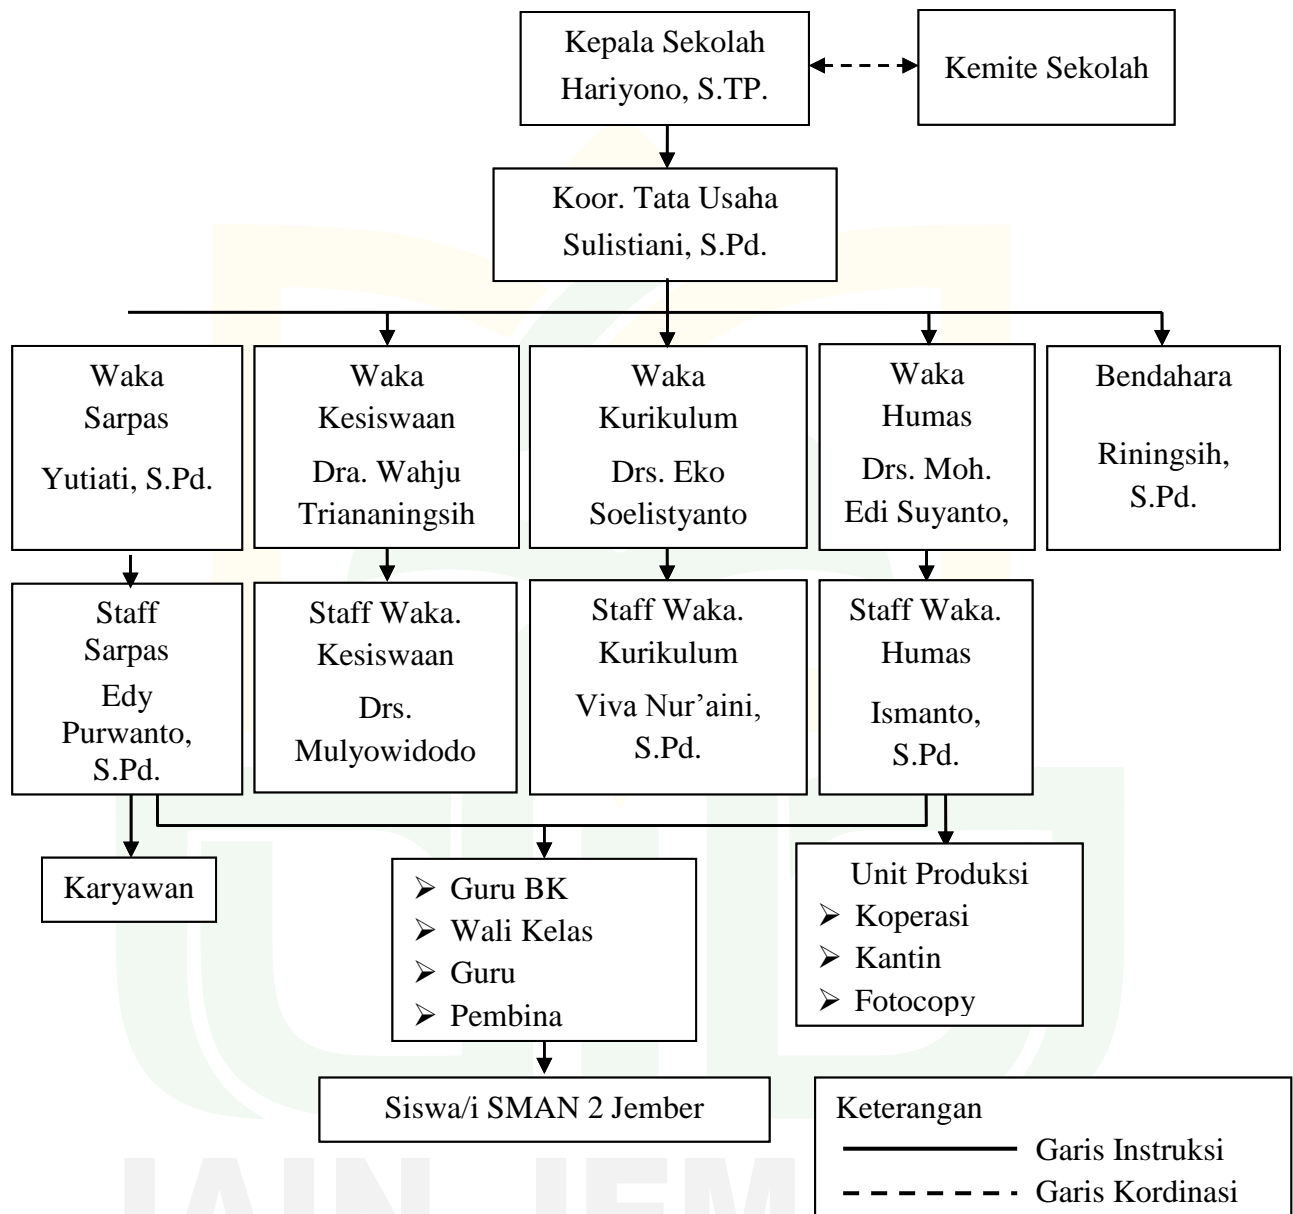 Kepala Sekolah
Hariyono, S.TP.
Kemite Sekolah
Koor. Tata Usaha
Sulistiani, S.Pd.
Waka
Sarpas
Yutiati, S.Pd.
Waka
Kesiswaan
Dra. Wahju
Triananingsih
Waka
Kurikulum
Drs. Eko
Soelistyanto
Waka
Humas
Drs. Moh.
Edi Suyanto,
Bendahara
Riningsih,
S.Pd.
Staff
Sarpas
Edy
Purwanto,
S.Pd.
Staff Waka.
Kesiswaan
Drs.
Mulyowidodo
Staff Waka.
Kurikulum
Viva Nur’aini,
S.Pd.
Staff Waka.
Humas
Ismanto,
S.Pd.
Karyawan
➢ Guru BK
➢ Wali Kelas
➢ Guru
➢ Pembina
Unit Produksi
➢ Koperasi
➢ Kantin
➢ Fotocopy
Siswa/i SMAN 2 Jember
Keterangan
Garis Instruksi
Garis Kordinasi